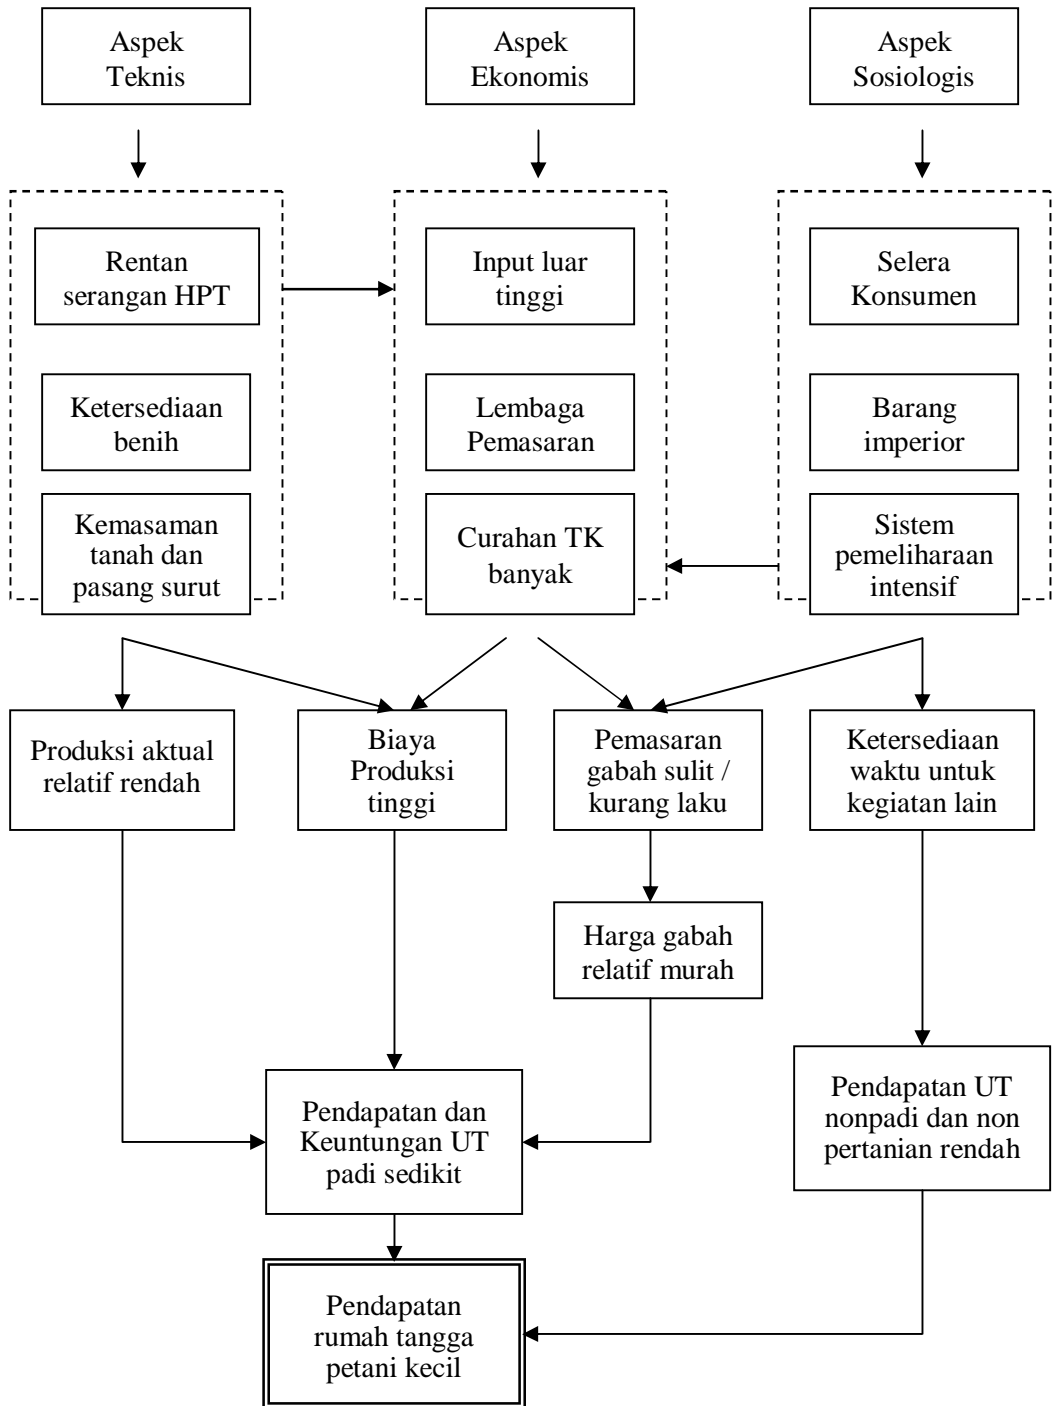 Aspek
Teknis
Aspek
Ekonomis
Aspek
Sosiologis
Rentan
serangan HPT
Input luar
tinggi
Selera
Konsumen
Ketersediaan
benih
Lembaga
Pemasaran
Barang
imperior
Kemasaman
tanah dan
pasang surut
Curahan TK
banyak
Sistem
pemeliharaan
intensif
Produksi aktual
relatif rendah
Biaya
Produksi
tinggi
Pemasaran
gabah sulit /
kurang laku
Ketersediaan
waktu untuk
kegiatan lain
Harga gabah
relatif murah
Pendapatan dan
Keuntungan UT
padi sedikit
Pendapatan UT
nonpadi dan non
pertanian rendah
Pendapatan
rumah tangga
petani kecil